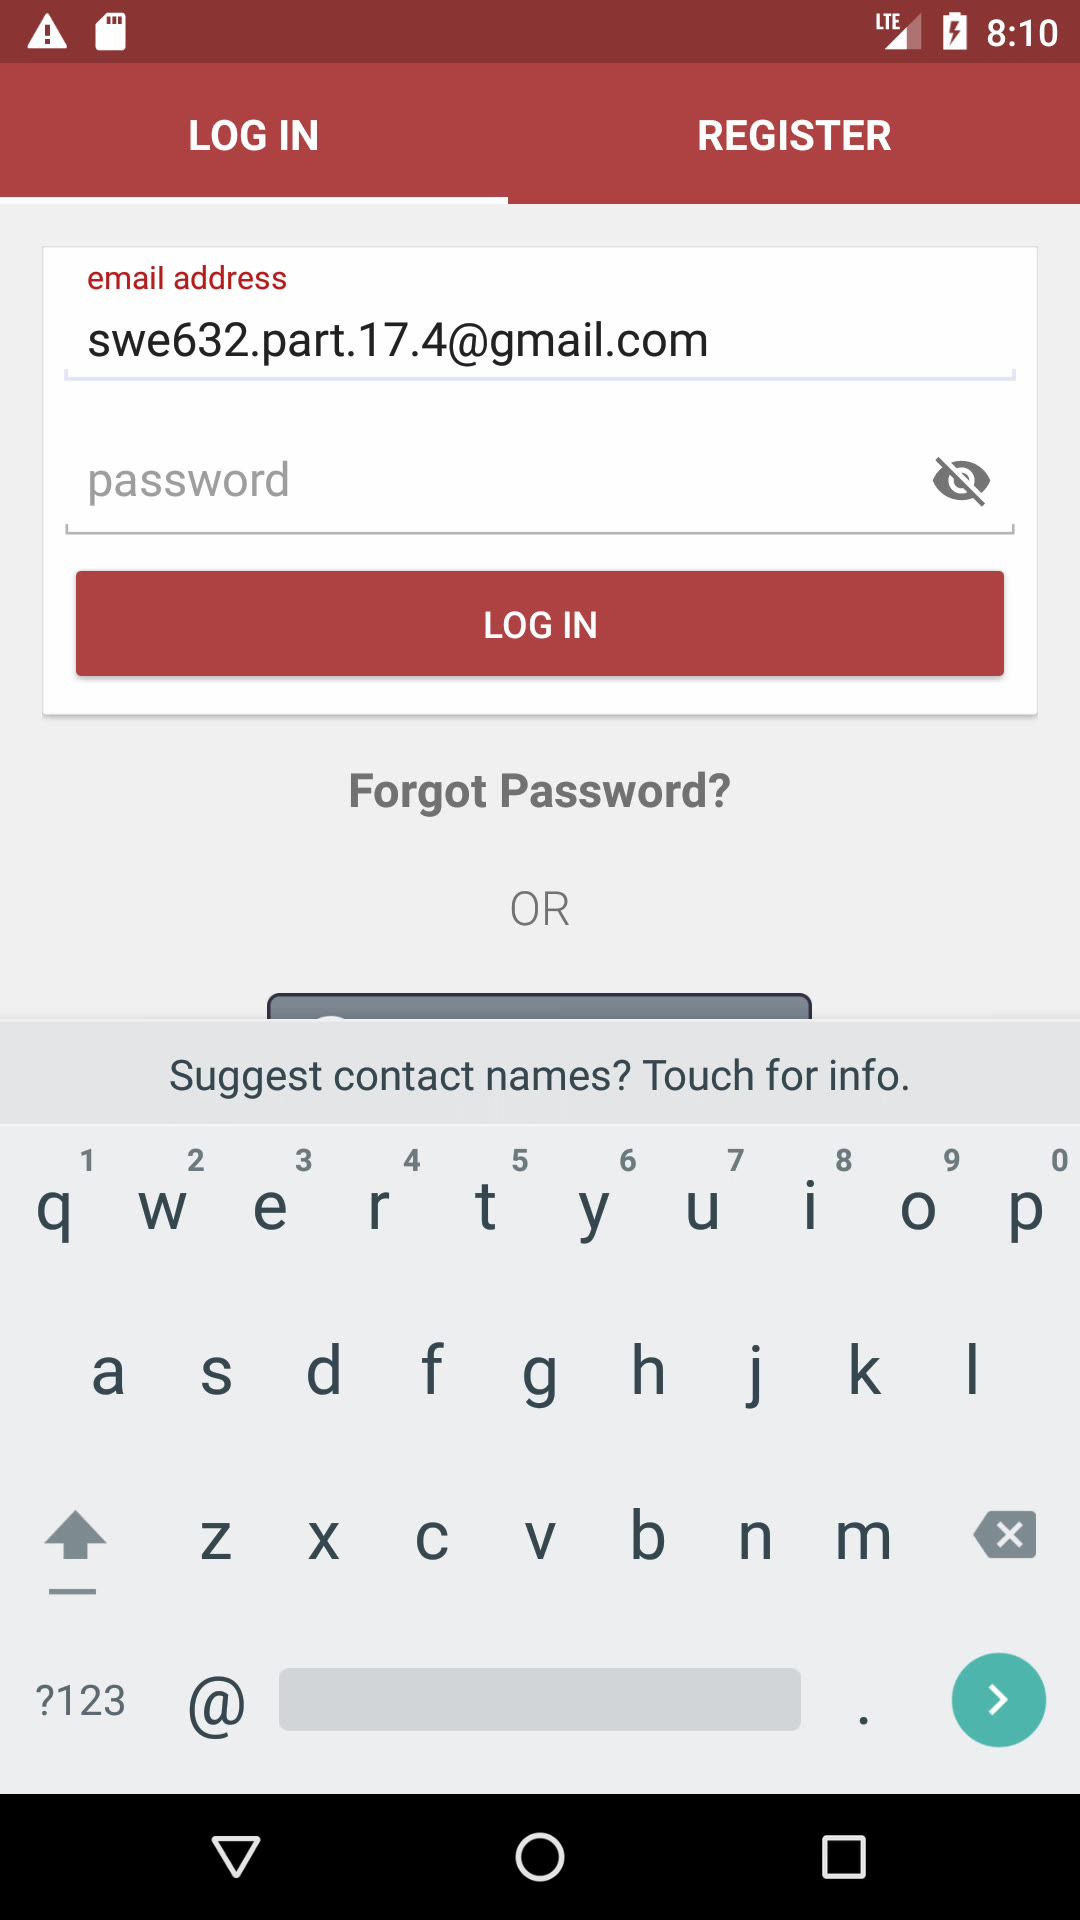 LTE 8:10
LOG IN REGISTER
email address
swe632.part.17.4@gmail.com
password
LOG IN
Forgot Password?
OR
Suggest contact names? Touch for info.
1 2 3 4 5 6 7 8 9 0
q w e r t y u i o p
a s d f g h j k l
z x c v b n m
?123 @ .